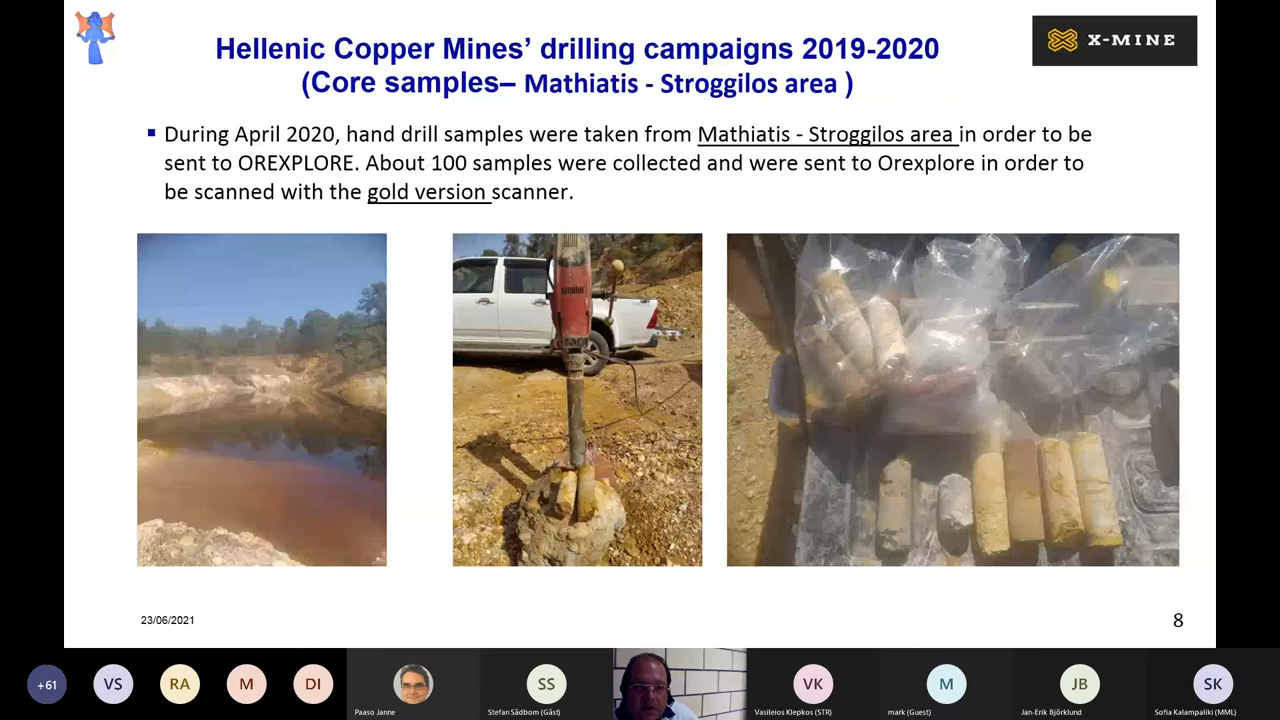 Hellenic Copper Mines’ drilling campaigns 2019-2020
(Core samples– Mathiatis - Stroggilos area )
X-MINE
During April 2020, hand drill samples were taken from Mathiatis - Stroggilos area in order to be
sent to OREXPLORE. About 100 samples were collected and were sent to Orexplore in order to
be scanned with the gold version scanner.
23/06/2021
8
+61
VS
RA
M
DI
SS
VK
M
JB
SK
Paaso Janne
Stefan Sädbom (Gäst)
Vasileios Klepkos (STR)
mark (Guest)
Jan-Erik Björklund
Sofia Kalampaliki (MML)